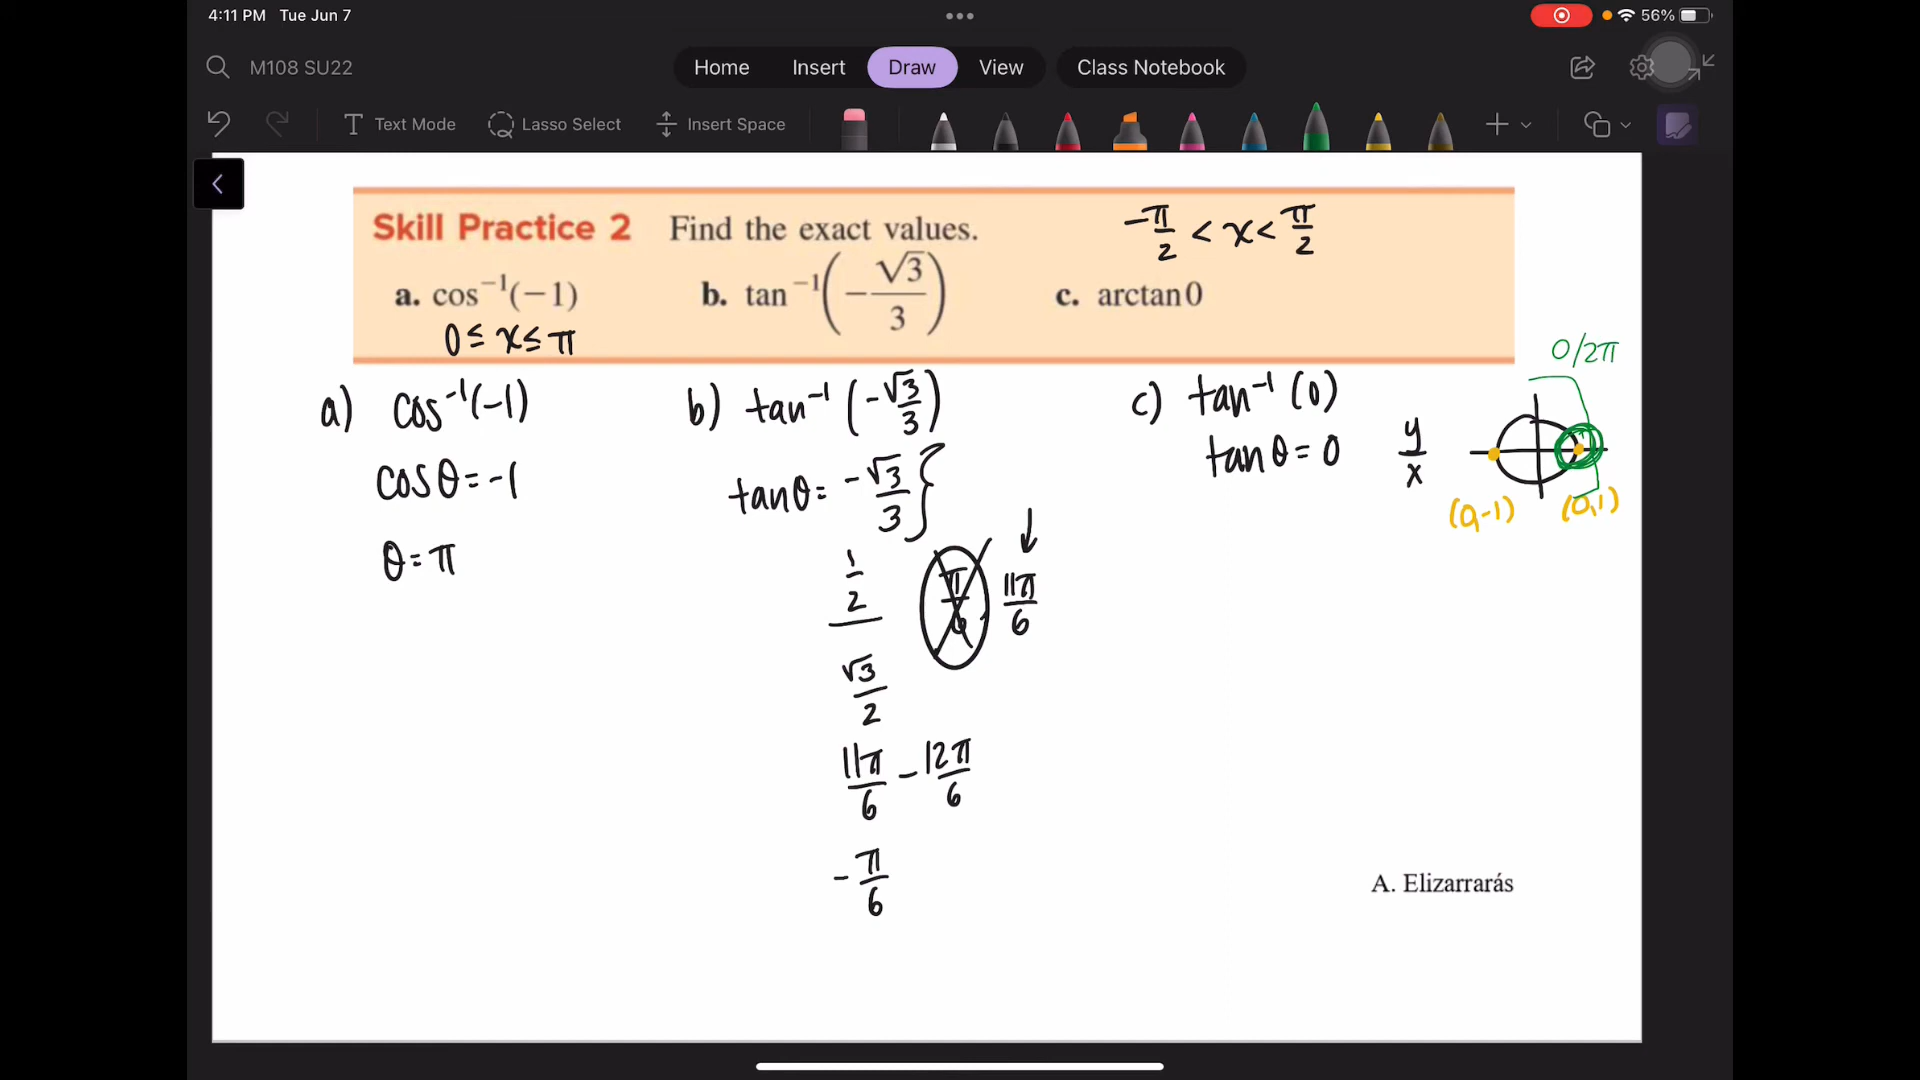 4:11 PM Tue Jun 7
56%
M108 SU22
Home Insert Draw View Class Notebook
Text Mode Lasso Select Insert Space
Skill Practice 2 Find the exact values.
-π/2 < x < π/2
a. cos⁻¹(−1) b. tan⁻¹(−√3/3) c. arctan 0
0 ≤ x ≤ π
0/2π
a) cos⁻¹(-1)
cosθ = -1
θ = π
b) tan⁻¹(-√3/3)
tanθ = -√3/3 }
1/2
π/6 11π/6
√3/2
11π/6 - 12π/6
-π/6
c) tan⁻¹(0)
tanθ = 0 y/x
(0,-1) (0,1)
A. Elizarrarás